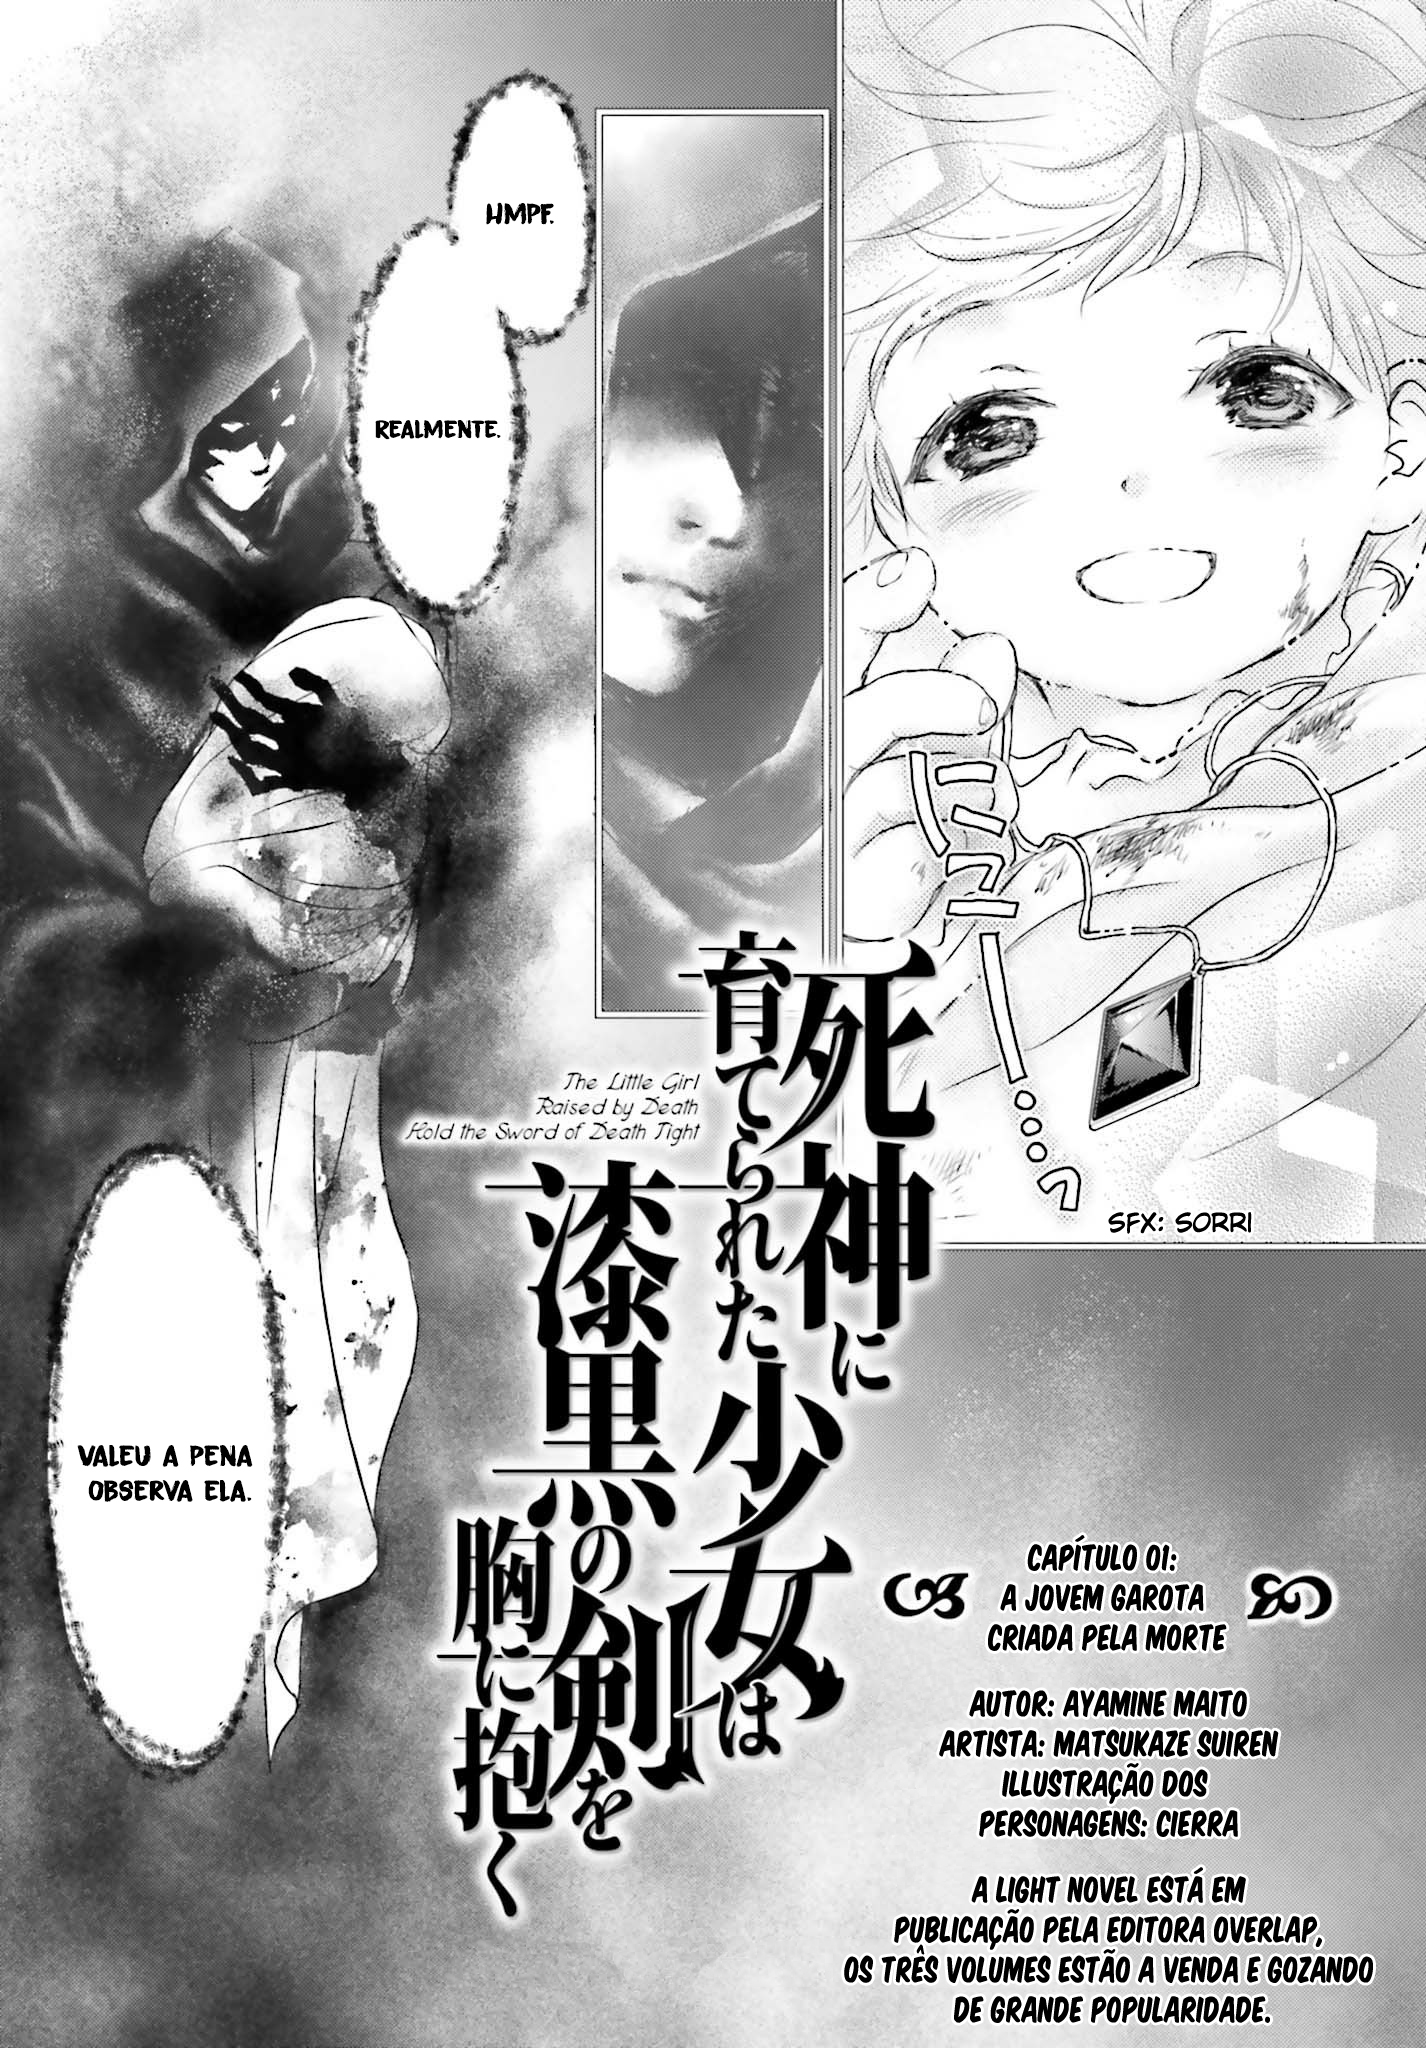 ニコニコーーー…っ
SFX: SORRI
HMPF.
REALMENTE.
死神に
育てられた少女は
漆黒の剣を
胸に抱く
The Little Girl
Raised by Death
Hold the Sword of Death Tight
VALEU A PENA
OBSERVA ELA.
CAPÍTULO 01:
A JOVEM GAROTA
CRIADA PELA MORTE
AUTOR: AYAMINE MAITO
ARTISTA: MATSUKAZE SUIREN
ILLUSTRAÇÃO DOS
PERSONAGENS: CIERRA
A LIGHT NOVEL ESTÁ EM
PUBLICAÇÃO PELA EDITORA OVERLAP,
OS TRÊS VOLUMES ESTÃO A VENDA E GOZANDO
DE GRANDE POPULARIDADE.